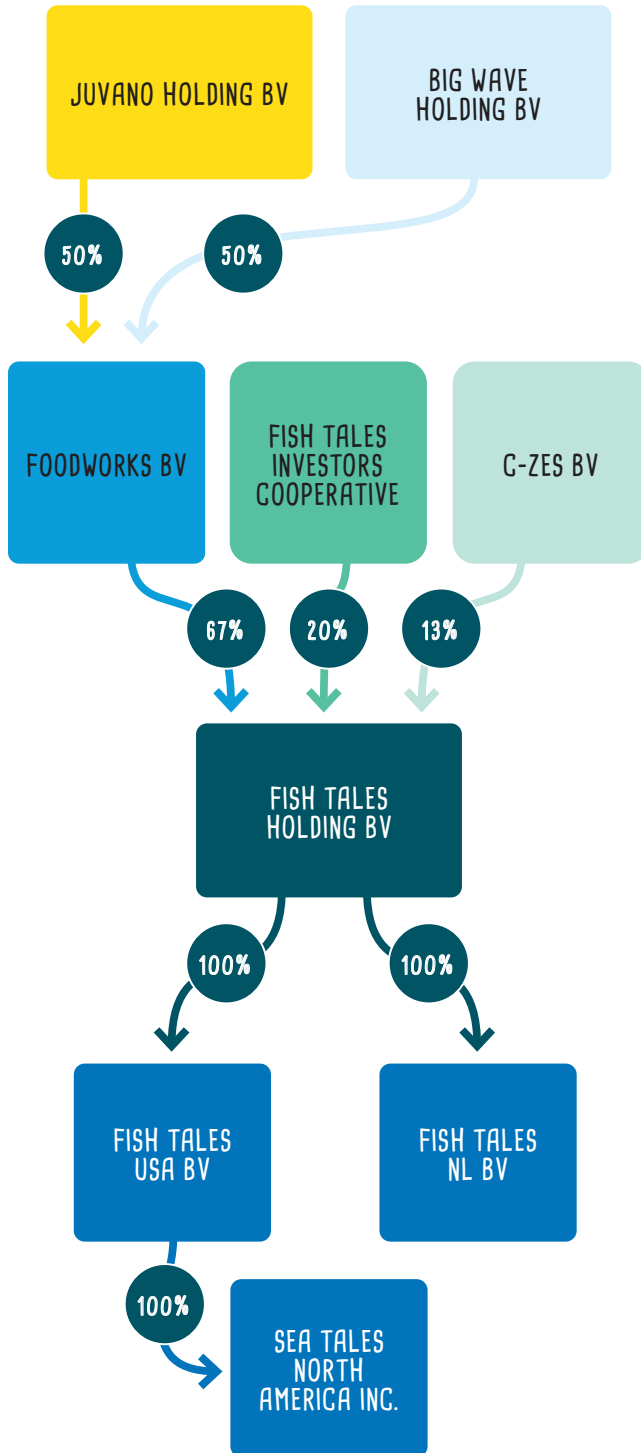 JUVANO HOLDING BV
BIG WAVE
HOLDING BV
50%
50%
FOODWORKS BV
FISH TALES
INVESTORS
COOPERATIVE
C-ZES BV
67%
20%
13%
FISH TALES
HOLDING BV
100%
100%
FISH TALES
USA BV
FISH TALES
NL BV
100%
SEA TALES
NORTH
AMERICA INC.